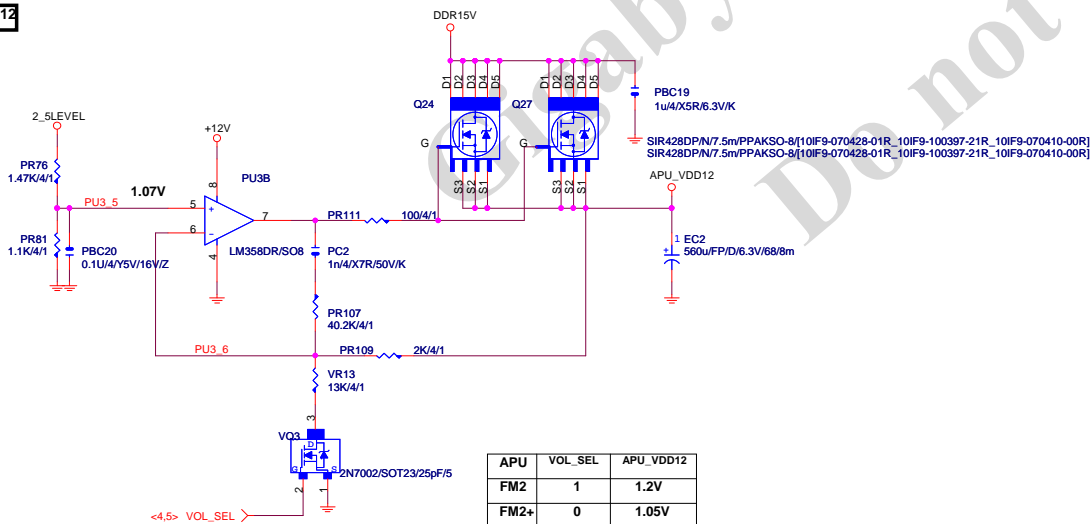 12
DDR15V
D1
D2
D3
D4
D5
D1
D2
D3
D4
D5
Q24
Q27
PBC19
1u/4/X5R/6.3V/K
2_5LEVEL
+12V
G
G
SIR428DP/N/7.5m/PPAKSO-8/[10IF9-070428-01R_10IF9-100397-21R_10IF9-070410-00R]
SIR428DP/N/7.5m/PPAKSO-8/[10IF9-070428-01R_10IF9-100397-21R_10IF9-070410-00R]
PR76
1.47K/4/1
PU3B
S3
S2
S1
S3
S2
S1
APU_VDD12
1.07V
8
PU3_5
5
+
7
PR111
100/4/1
6
-
PR81
1.1K/4/1
PBC20
0.1U/4/Y5V/16V/Z
4
LM358DR/SO8
PC2
1n/4/X7R/50V/K
+
1
EC2
560u/FP/D/6.3V/68/8m
PR107
40.2K/4/1
PU3_6
PR109
2K/4/1
VR13
13K/4/1
3
VQ3
D
G
S
2N7002/SOT23/25pF/5
2
1
<4,5> VOL_SEL
APU VOL_SEL APU_VDD12
FM2 1 1.2V
FM2+ 0 1.05V
Do not